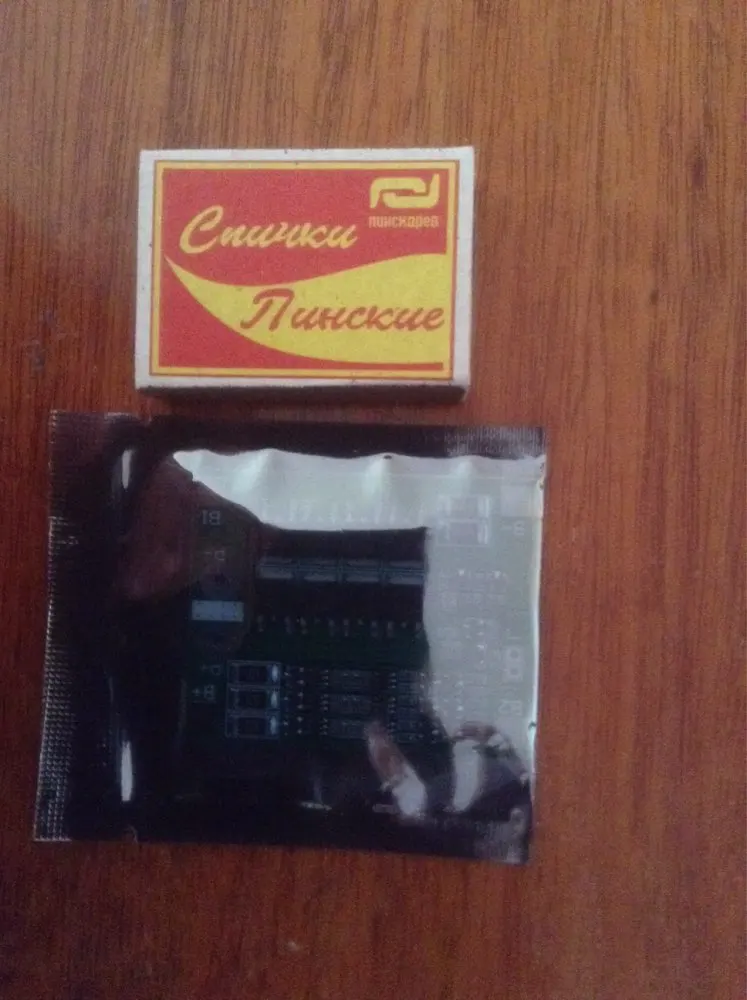 пинскдрев
Спички
Пинские
B1
P-
B-
P+
B+
B2